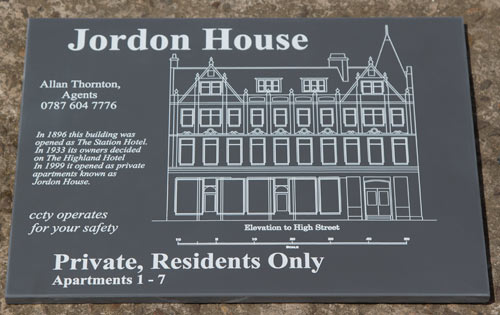 Jordon House
Allan Thornton,
Agents
0787 604 7776
In 1896 this building was
opened as The Station Hotel.
In 1933 its owners decided
on The Highland Hotel
In 1999 it opened as private
apartments known as
Jordon House.
ccty operates
for your safety
Elevation to High Street
Private, Residents Only
Apartments 1 - 7